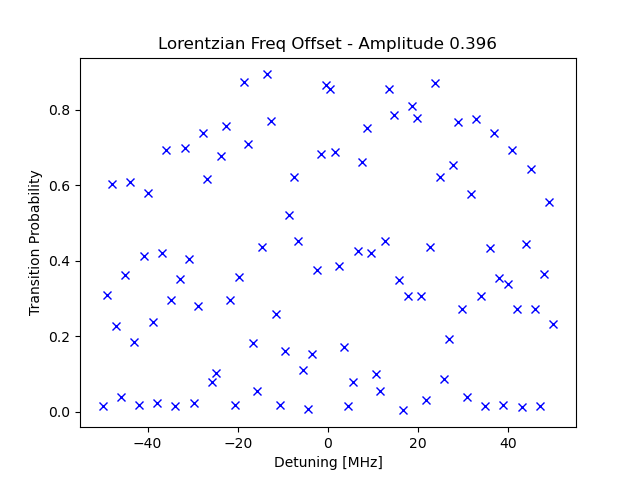 Lorentzian Freq Offset - Amplitude 0.396
Transition Probability
0.8
0.6
0.4
0.2
0.0
−40 −20 0 20 40
Detuning [MHz]